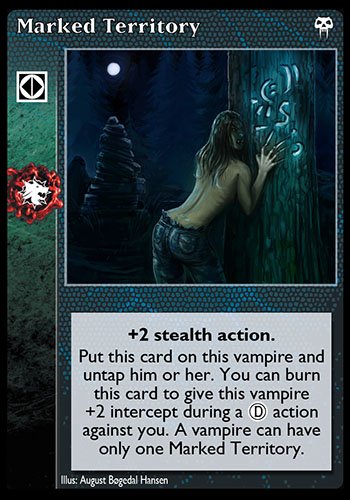 Marked Territory
+2 stealth action.
Put this card on this vampire and
untap him or her. You can burn
this card to give this vampire
+2 intercept during a Ⓓ action
against you. A vampire can have
only one Marked Territory.
Illus: August Bøgedal Hansen